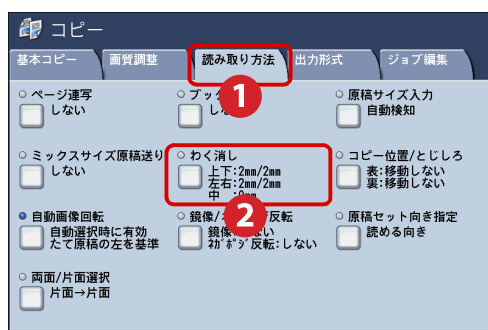 コピー
基本コピー 画質調整 読み取り方法 出力形式 ジョブ編集
1
ページ連写
しない
原稿サイズ入力
自動検知
ミックスサイズ原稿送り
しない
わく消し
上下:2mm/2mm
左右:2mm/2mm
中
2
コピー位置/とじしろ
表:移動しない
裏:移動しない
自動画像回転
自動選択時に有効
たて原稿の左を基準
鏡像/ 反転
鏡像 ない
ネガポジ反転:しない
原稿セット向き指定
読める向き
両面/片面選択
片面→片面